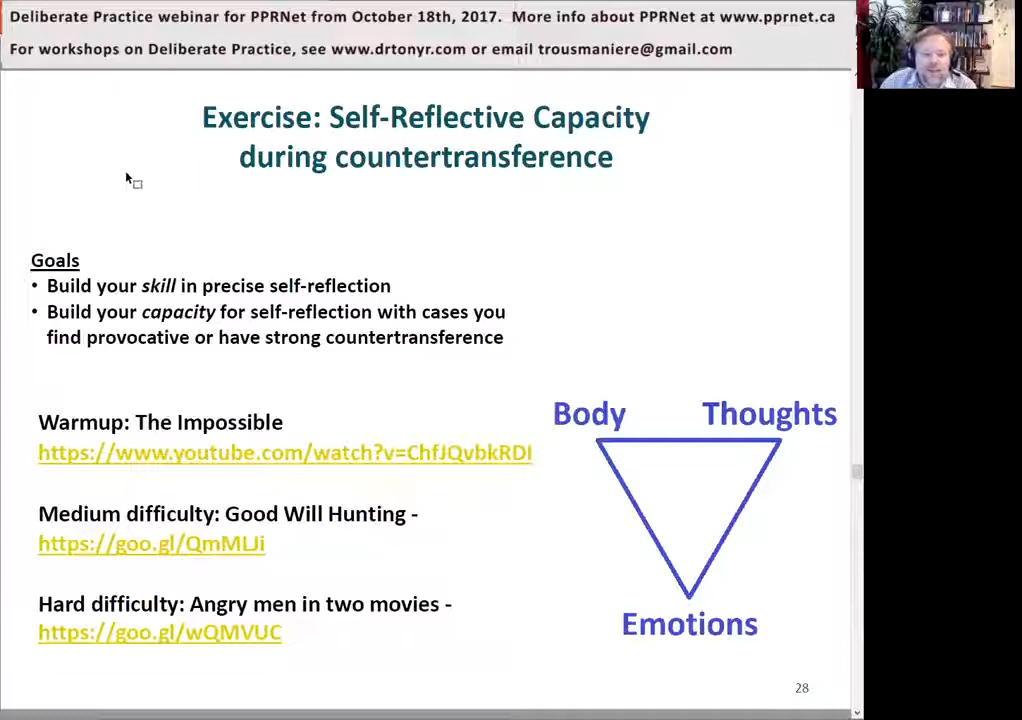 Deliberate Practice webinar for PPRNet from October 18th, 2017. More info about PPRNet at www.pprnet.ca
For workshops on Deliberate Practice, see www.drtonyr.com or email trousmaniere@gmail.com
Exercise: Self-Reflective Capacity
during countertransference
Goals
• Build your skill in precise self-reflection
• Build your capacity for self-reflection with cases you
find provocative or have strong countertransference
Warmup: The Impossible
https://www.youtube.com/watch?v=ChfJQvbkRDI
Medium difficulty: Good Will Hunting -
https://goo.gl/QmMLJi
Hard difficulty: Angry men in two movies -
https://goo.gl/wQMVUC
Body Thoughts
Emotions
28